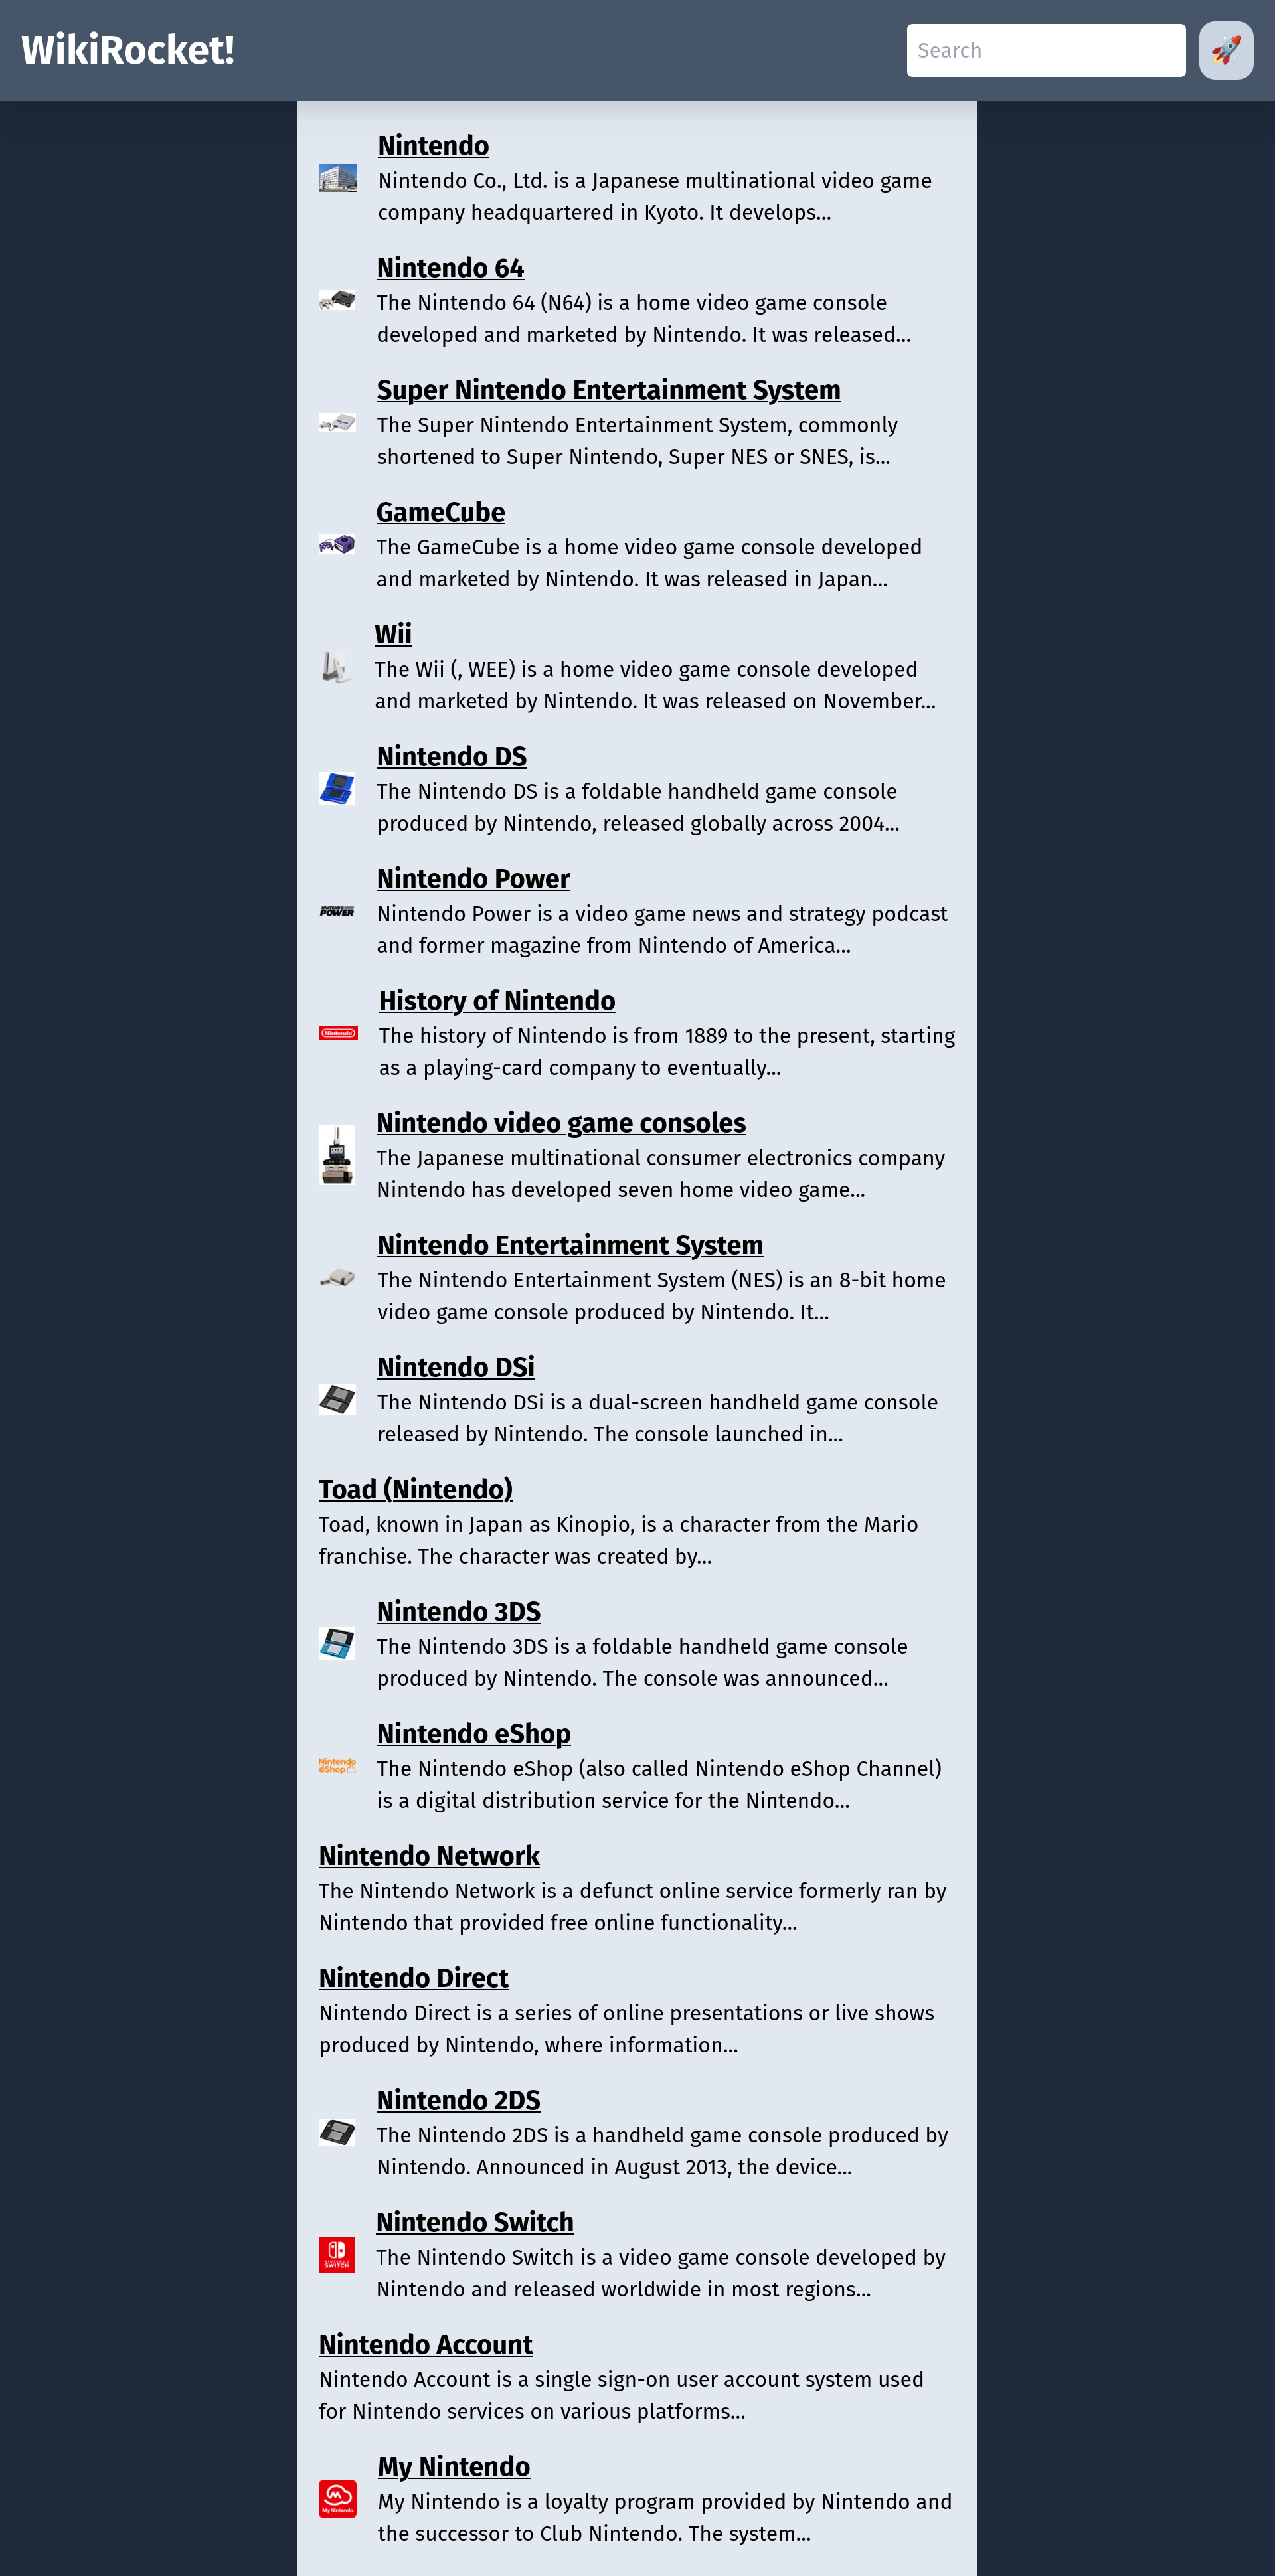 WikiRocket!
Search
Nintendo
Nintendo Co., Ltd. is a Japanese multinational video game
company headquartered in Kyoto. It develops...
Nintendo 64
The Nintendo 64 (N64) is a home video game console
developed and marketed by Nintendo. It was released...
Super Nintendo Entertainment System
The Super Nintendo Entertainment System, commonly
shortened to Super Nintendo, Super NES or SNES, is...
GameCube
The GameCube is a home video game console developed
and marketed by Nintendo. It was released in Japan...
Wii
The Wii (, WEE) is a home video game console developed
and marketed by Nintendo. It was released on November...
Nintendo DS
The Nintendo DS is a foldable handheld game console
produced by Nintendo, released globally across 2004...
Nintendo Power
POWER
Nintendo Power is a video game news and strategy podcast
and former magazine from Nintendo of America...
History of Nintendo
Nintendo
The history of Nintendo is from 1889 to the present, starting
as a playing-card company to eventually...
Nintendo video game consoles
The Japanese multinational consumer electronics company
Nintendo has developed seven home video game...
Nintendo Entertainment System
The Nintendo Entertainment System (NES) is an 8-bit home
video game console produced by Nintendo. It...
Nintendo DSi
The Nintendo DSi is a dual-screen handheld game console
released by Nintendo. The console launched in...
Toad (Nintendo)
Toad, known in Japan as Kinopio, is a character from the Mario
franchise. The character was created by...
Nintendo 3DS
The Nintendo 3DS is a foldable handheld game console
produced by Nintendo. The console was announced...
Nintendo eShop
Nintendo
eShop
The Nintendo eShop (also called Nintendo eShop Channel)
is a digital distribution service for the Nintendo...
Nintendo Network
The Nintendo Network is a defunct online service formerly ran by
Nintendo that provided free online functionality...
Nintendo Direct
Nintendo Direct is a series of online presentations or live shows
produced by Nintendo, where information...
Nintendo 2DS
The Nintendo 2DS is a handheld game console produced by
Nintendo. Announced in August 2013, the device...
Nintendo Switch
NINTENDO
SWITCH
The Nintendo Switch is a video game console developed by
Nintendo and released worldwide in most regions...
Nintendo Account
Nintendo Account is a single sign-on user account system used
for Nintendo services on various platforms...
My Nintendo
My Nintendo
My Nintendo is a loyalty program provided by Nintendo and
the successor to Club Nintendo. The system...